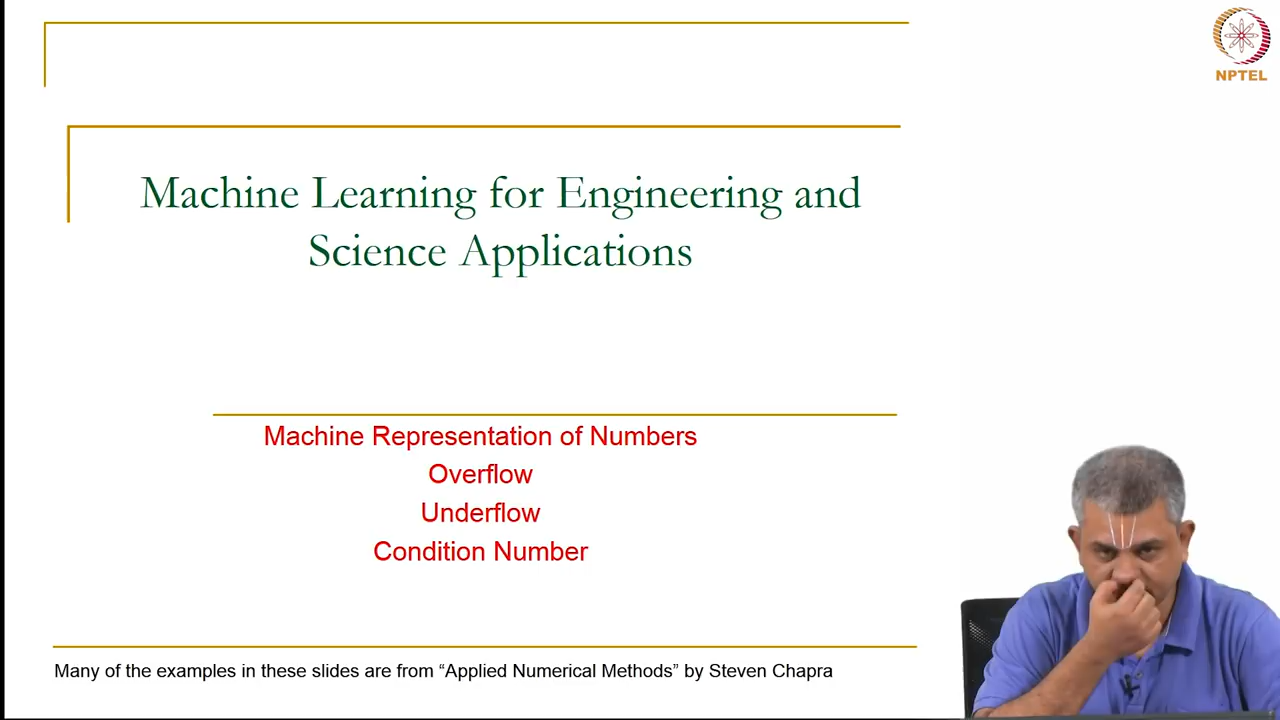 NPTEL
Machine Learning for Engineering and
Science Applications
Machine Representation of Numbers
Overflow
Underflow
Condition Number
Many of the examples in these slides are from “Applied Numerical Methods” by Steven Chapra